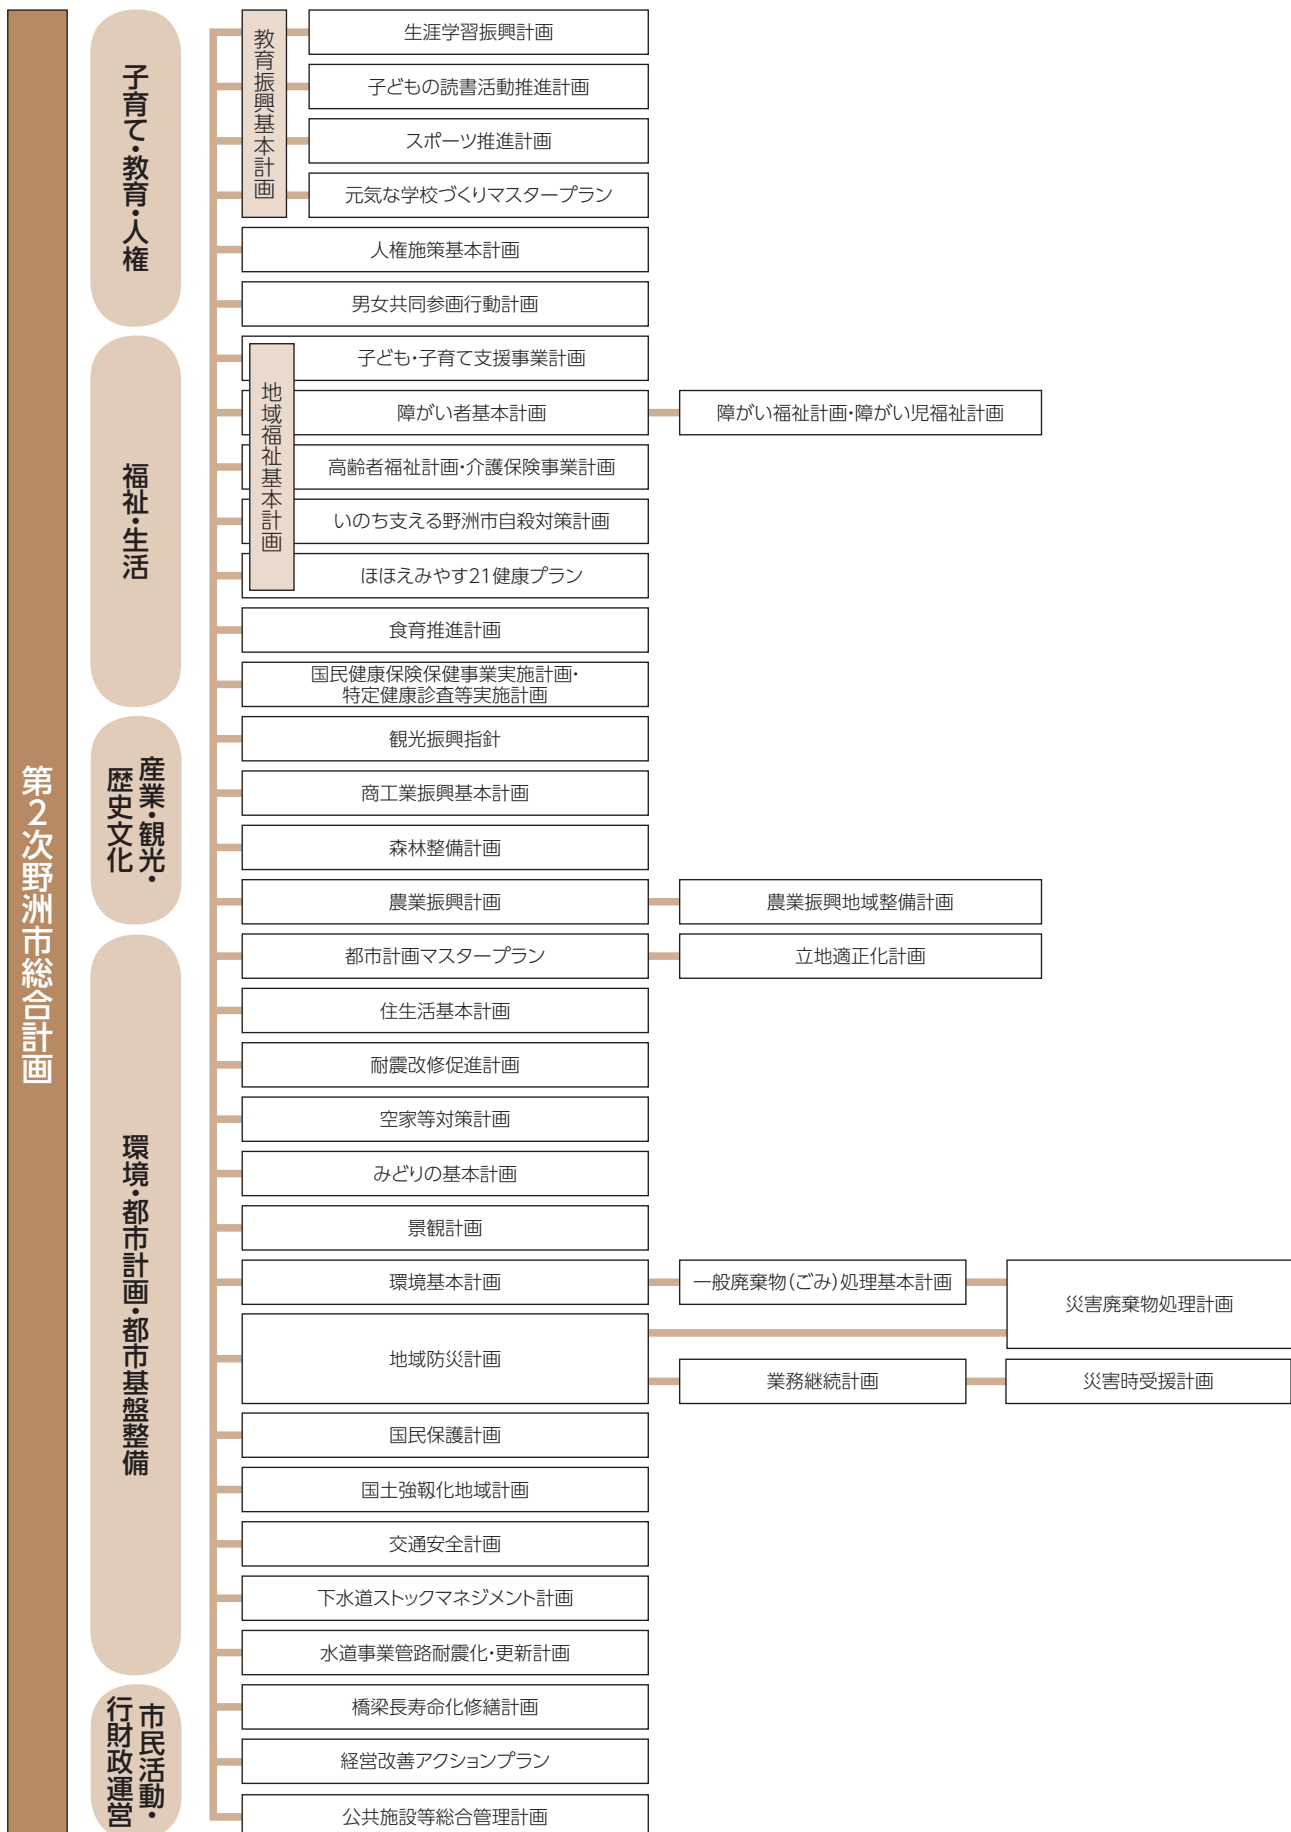 第2次野洲市総合計画
子育て・教育・人権
教育振興基本計画
生涯学習振興計画
子どもの読書活動推進計画
スポーツ推進計画
元気な学校づくりマスタープラン
人権施策基本計画
男女共同参画行動計画
福祉・生活
地域福祉基本計画
子ども・子育て支援事業計画
障がい者基本計画
障がい福祉計画・障がい児福祉計画
高齢者福祉計画・介護保険事業計画
いのち支える野洲市自殺対策計画
ほほえみやす21健康プラン
食育推進計画
国民健康保険保健事業実施計画・
特定健康診査等実施計画
産業・観光・
歴史文化
観光振興指針
商工業振興基本計画
森林整備計画
農業振興計画
農業振興地域整備計画
環境・都市計画・都市基盤整備
都市計画マスタープラン
立地適正化計画
住生活基本計画
耐震改修促進計画
空家等対策計画
みどりの基本計画
景観計画
環境基本計画
一般廃棄物(ごみ)処理基本計画
災害廃棄物処理計画
地域防災計画
業務継続計画
災害時受援計画
国民保護計画
国土強靱化地域計画
交通安全計画
下水道ストックマネジメント計画
水道事業管路耐震化・更新計画
橋梁長寿命化修繕計画
市民活動・
行財政運営
経営改善アクションプラン
公共施設等総合管理計画